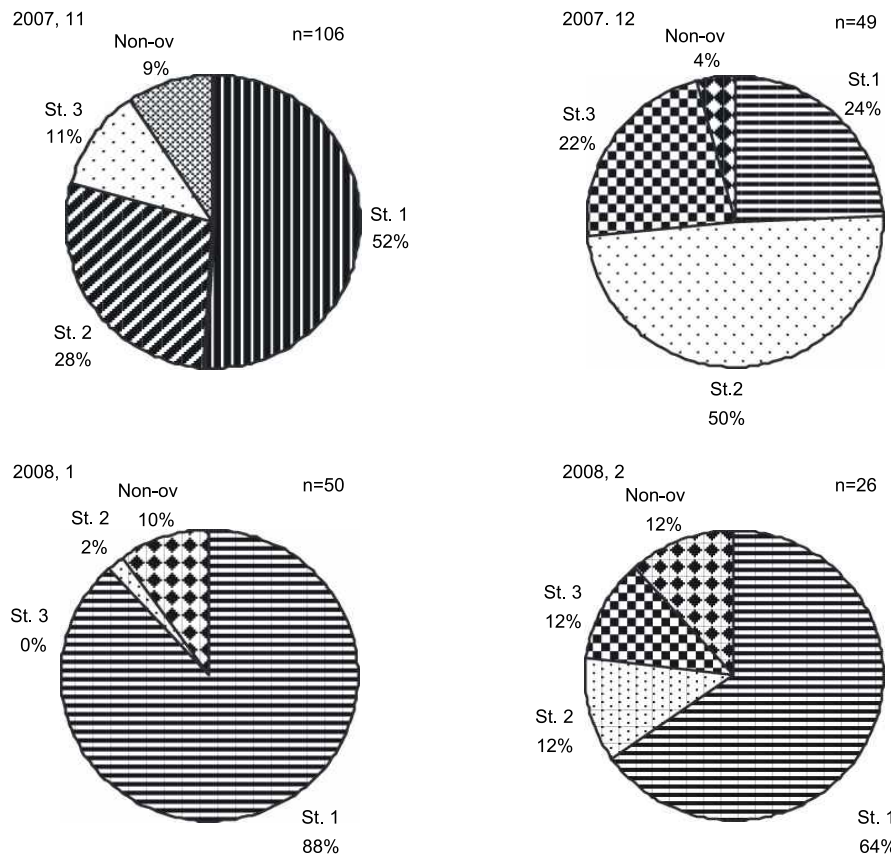 2007, 11
n=106
Non-ov
9%
St. 3
11%
St. 1
52%
St. 2
28%
2007. 12
n=49
Non-ov
4%
St.1
24%
St.3
22%
St.2
50%
2008, 1
n=50
Non-ov
10%
St. 2
2%
St. 3
0%
St. 1
88%
2008, 2
n=26
Non-ov
12%
St. 3
12%
St. 2
12%
St. 1
64%